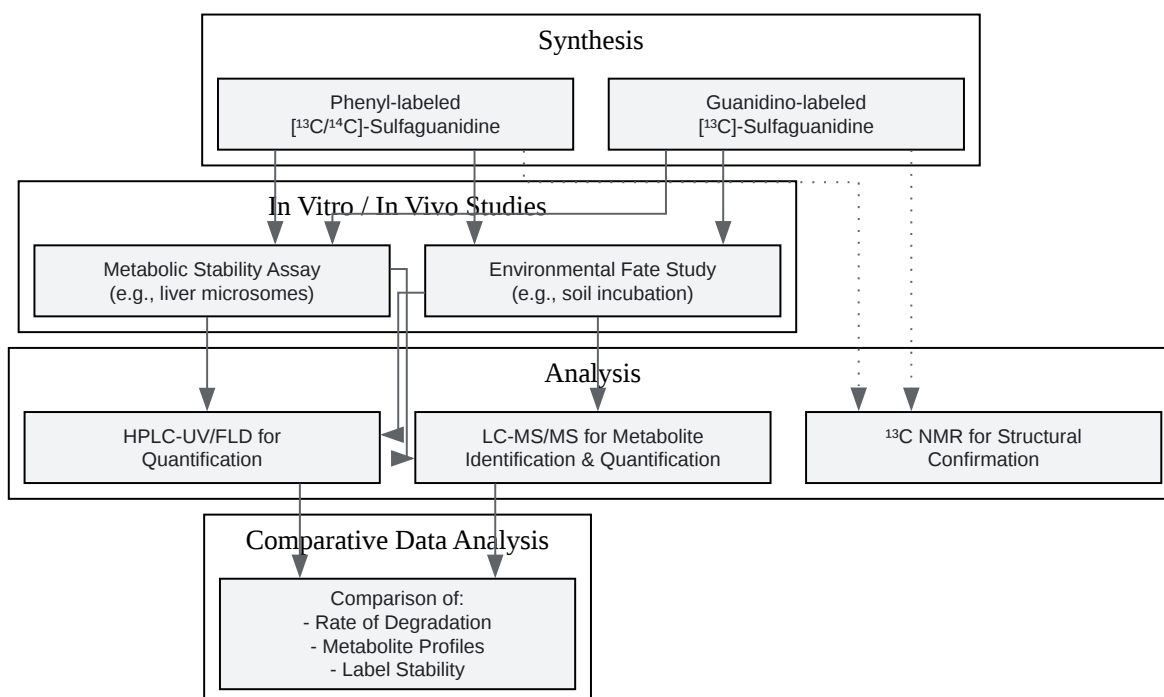 Synthesis
Phenyl-labeled
[¹³C/¹⁴C]-Sulfaguanidine
Guanidino-labeled
[¹³C]-Sulfaguanidine
In Vitro / In Vivo Studies
Metabolic Stability Assay
(e.g., liver microsomes)
Environmental Fate Study
(e.g., soil incubation)
Analysis
HPLC-UV/FLD for
Quantification
LC-MS/MS for Metabolite
Identification & Quantification
¹³C NMR for Structural
Confirmation
Comparative Data Analysis
Comparison of:
- Rate of Degradation
- Metabolite Profiles
- Label Stability